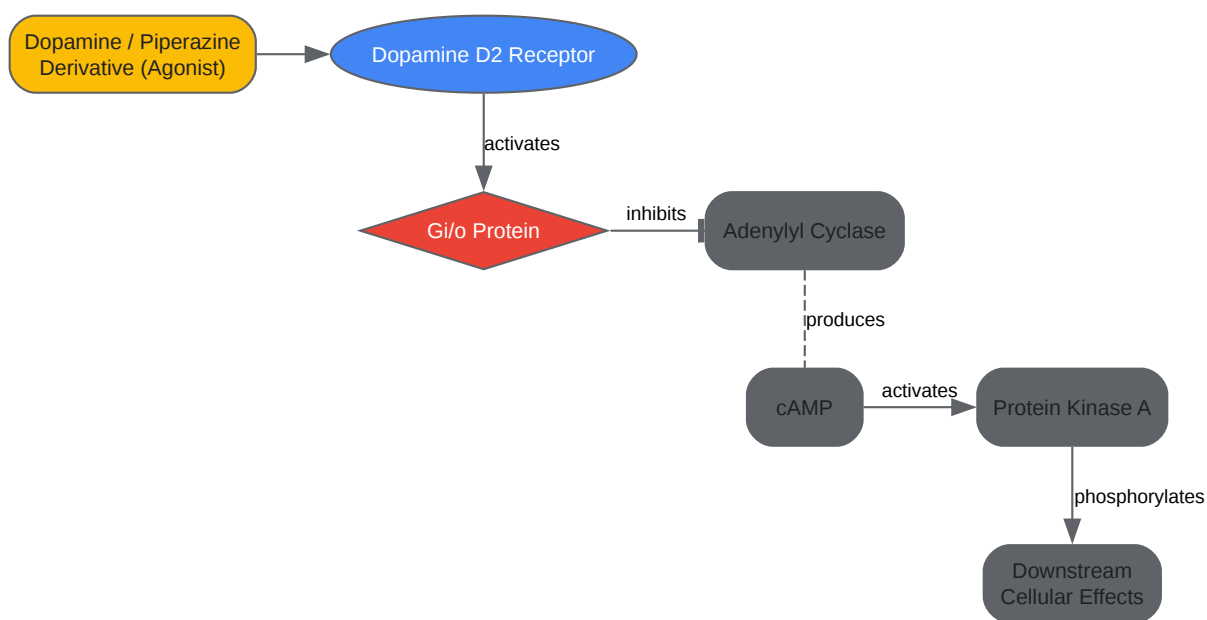 Dopamine / Piperazine
Derivative (Agonist)
Dopamine D2 Receptor
activates
Gi/o Protein
inhibits
Adenylyl Cyclase
produces
cAMP
activates
Protein Kinase A
phosphorylates
Downstream
Cellular Effects